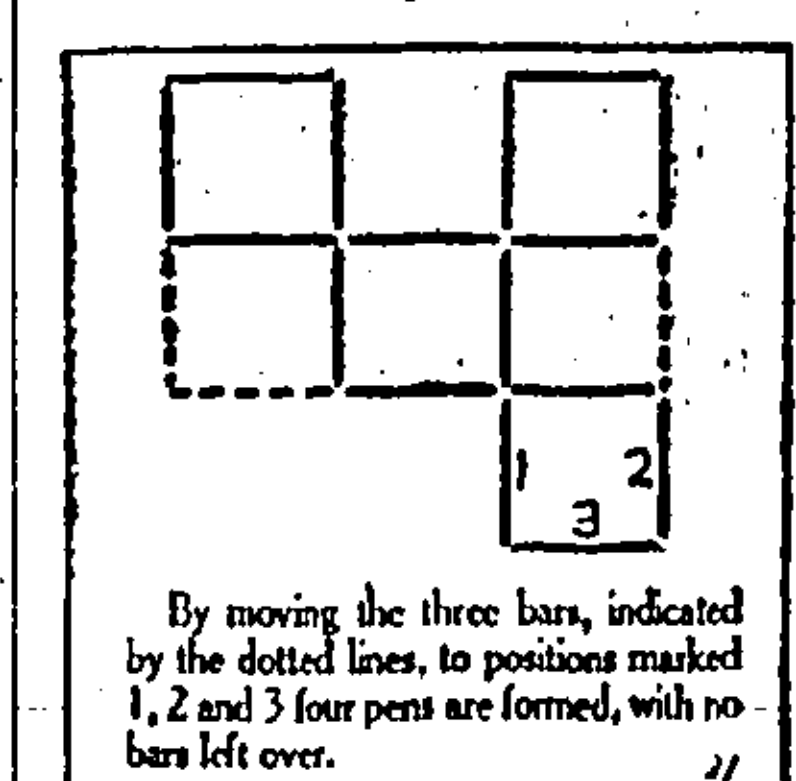 1 2
3
By moving the three bars, indicated
by the dotted lines, to positions marked
1, 2 and 3 four pens are formed, with no
bars left over.